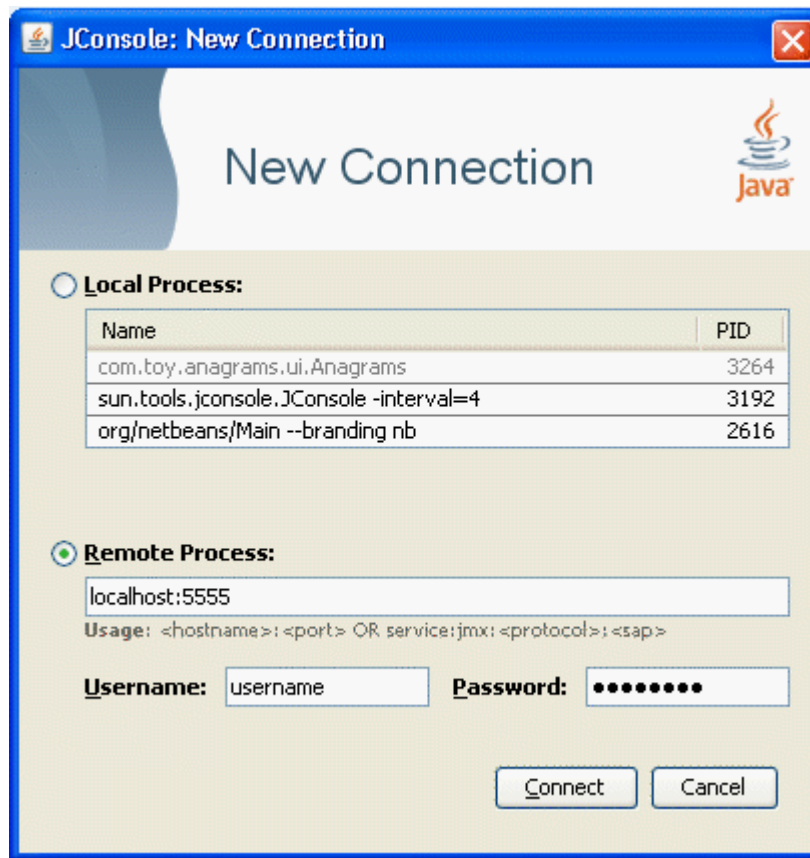 JConsole: New Connection
New Connection
Java
Local Process:
Name PID
com.toy.anagrams.ui.Anagrams 3264
sun.tools.jconsole.JConsole -interval=4 3192
org/netbeans/Main --branding nb 2616
Remote Process:
localhost:5555
Usage: <hostname>:<port> OR service:jmx:<protocol>:<sap>
Username: username Password: ••••••••
Connect Cancel